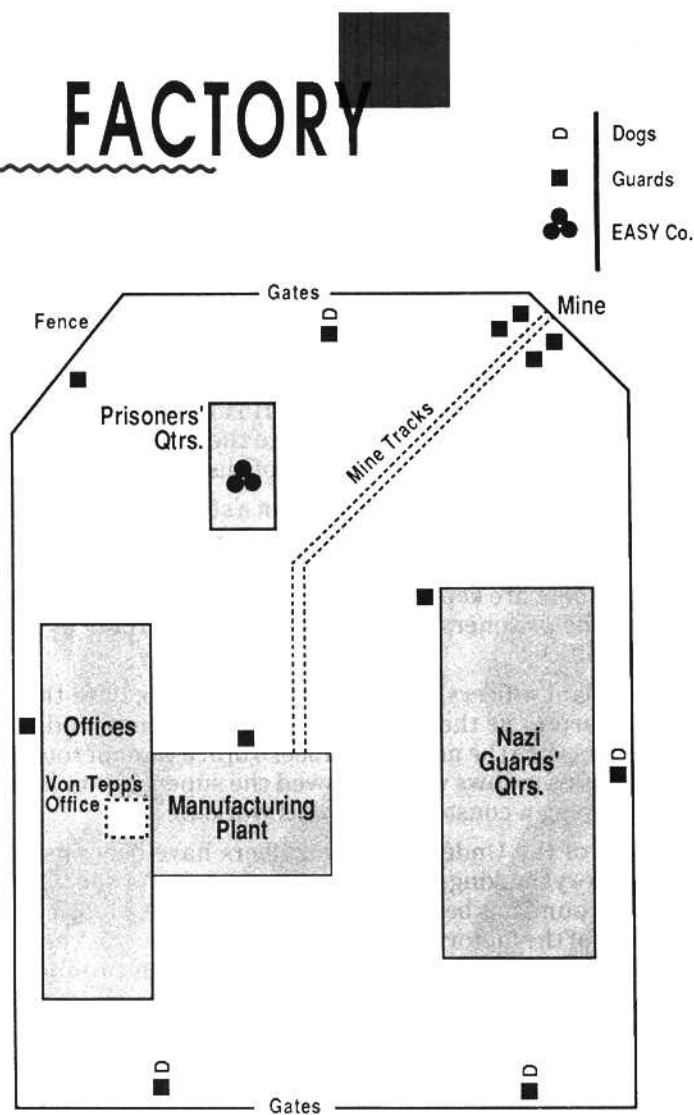 FACTORY
D Dogs
Guards
EASY Co.
Gates
Mine
Fence
D
Prisoners'
Qtrs.
Mine Tracks
Offices
Nazi
Guards'
Qtrs.
D
Von Tepp's
Office
Manufacturing
Plant
D
D
Gates